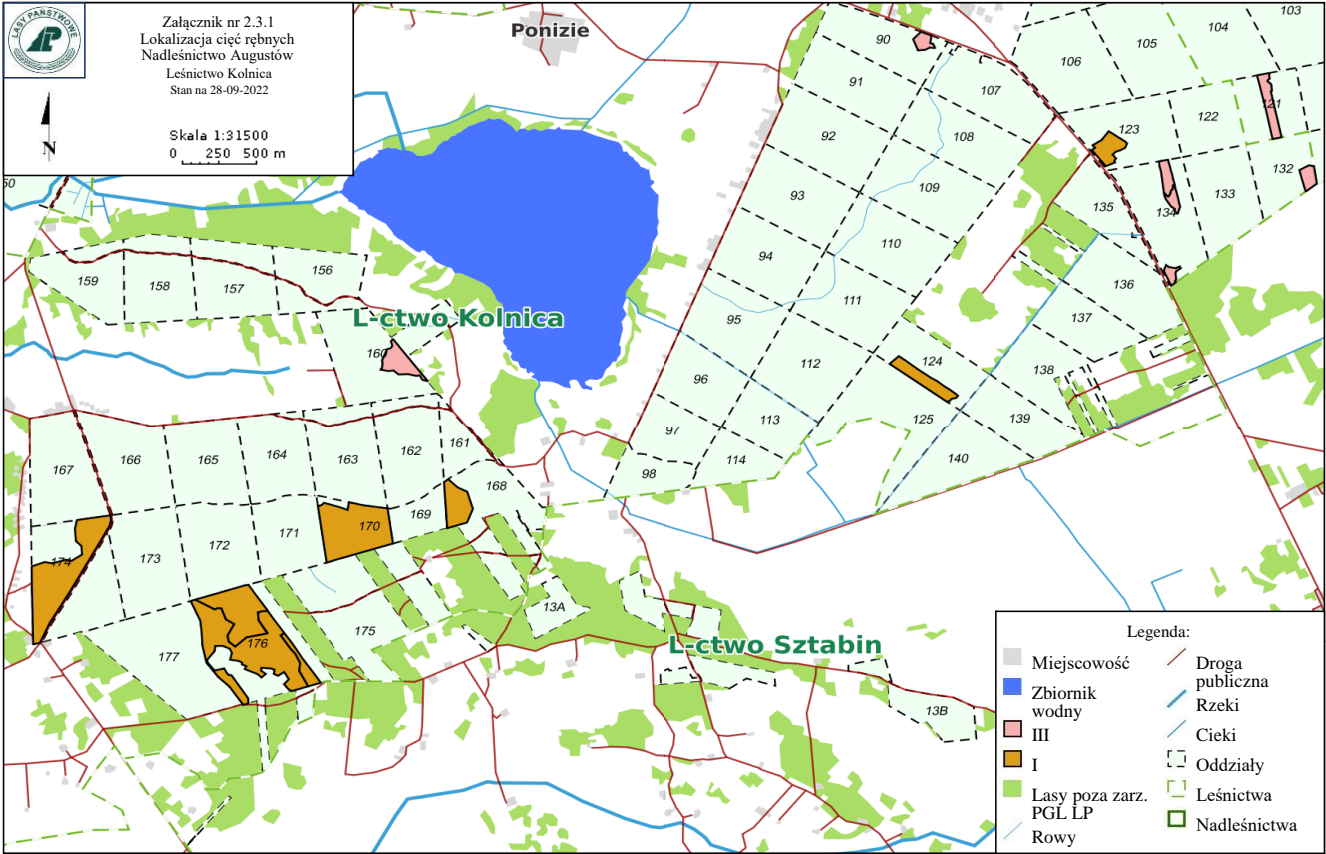 LASY PAŃSTWOWE
Załącznik nr 2.3.1
Lokalizacja cięć rębnych
Nadleśnictwo Augustów
Leśnictwo Kolnica
Stan na 28-09-2022
N
Skala 1:31500
0 250 500 m
Ponizie
L-ctwo Kolnica
L-ctwo Sztabin
103
104
105
106
90
91
107
121
122
123
92
108
132
133
93
109
134
135
94
110
136
95
111
137
96
112
124
138
97
113
125
139
98
114
140
50
159
158
157
156
160
167
166
165
164
163
162
161
168
169
170
171
172
173
174
175
176
177
13A
13B
Legenda:
Miejscowość
Zbiornik
wodny
III
I
Lasy poza zarz.
PGL LP
Rowy
Droga
publiczna
Rzeki
Cieki
Oddziały
Leśnictwa
Nadleśnictwa